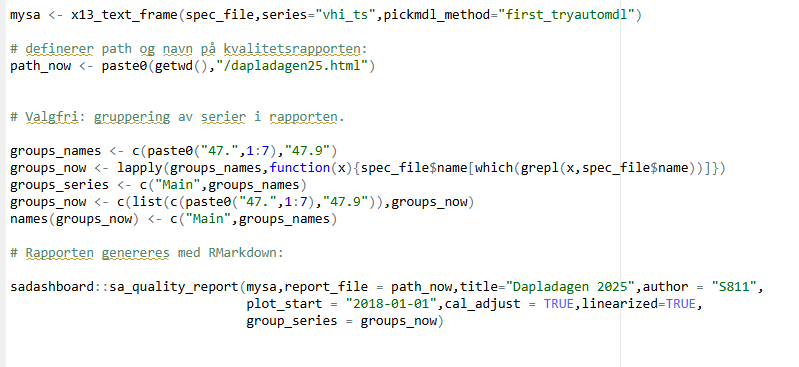 mysa <- x13_text_frame(spec_file,series="vhi_ts",pickmdl_method="first_tryautomdl")
# definerer path og navn på kvalitetsrapporten:
path_now <- paste0(getwd(),"/dapladagen25.html")
# Valgfri: gruppering av serier i rapporten.
groups_names <- c(paste0("47.",1:7),"47.9")
groups_now <- lapply(groups_names,function(x){spec_file$name[which(grepl(x,spec_file$name))]})
groups_series <- c("Main",groups_names)
groups_now <- c(list(c(paste0("47.",1:7),"47.9")),groups_now)
names(groups_now) <- c("Main",groups_names)
# Rapporten genereres med RMarkdown:
sadashboard::sa_quality_report(mysa,report_file = path_now,title="Dapladagen 2025",author = "S811",
plot_start = "2018-01-01",cal_adjust = TRUE,linearized=TRUE,
group_series = groups_now)